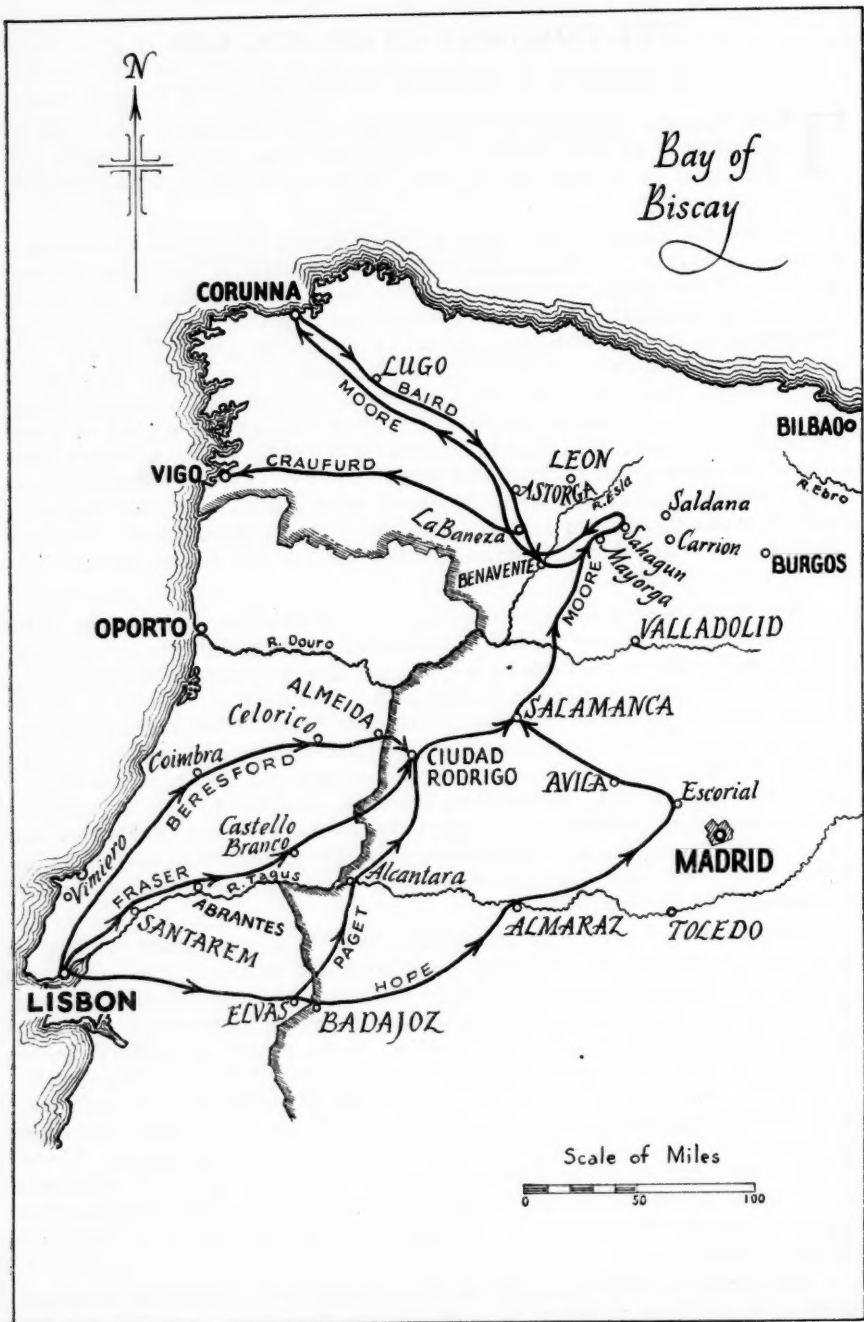 N
Bay of
Biscay
CORUNNA
LUGO
BAIRD
MOORE
BILBAO
VIGO
CRAUFURD
LEON
ASTORGA
R. Esla
R. Ebro
La Baneza
Saldana
Sahagun
Carrion
Mayorga
BENAVENTE
BURGOS
MOORE
OPORTO
R. Douro
VALLADOLID
ALMEIDA
Celorico
SALAMANCA
Coimbra
BERESFORD
CIUDAD
RODRIGO
AVILA
Escorial
Castello
Branco
MADRID
Vimiero
FRASER
R. Tagus
Alcantara
ABRANTES
SANTAREM
PAGET
ALMARAZ
TOLEDO
HOPE
LISBON
ELVAS
BADAJOZ
Scale of Miles
0 50 100